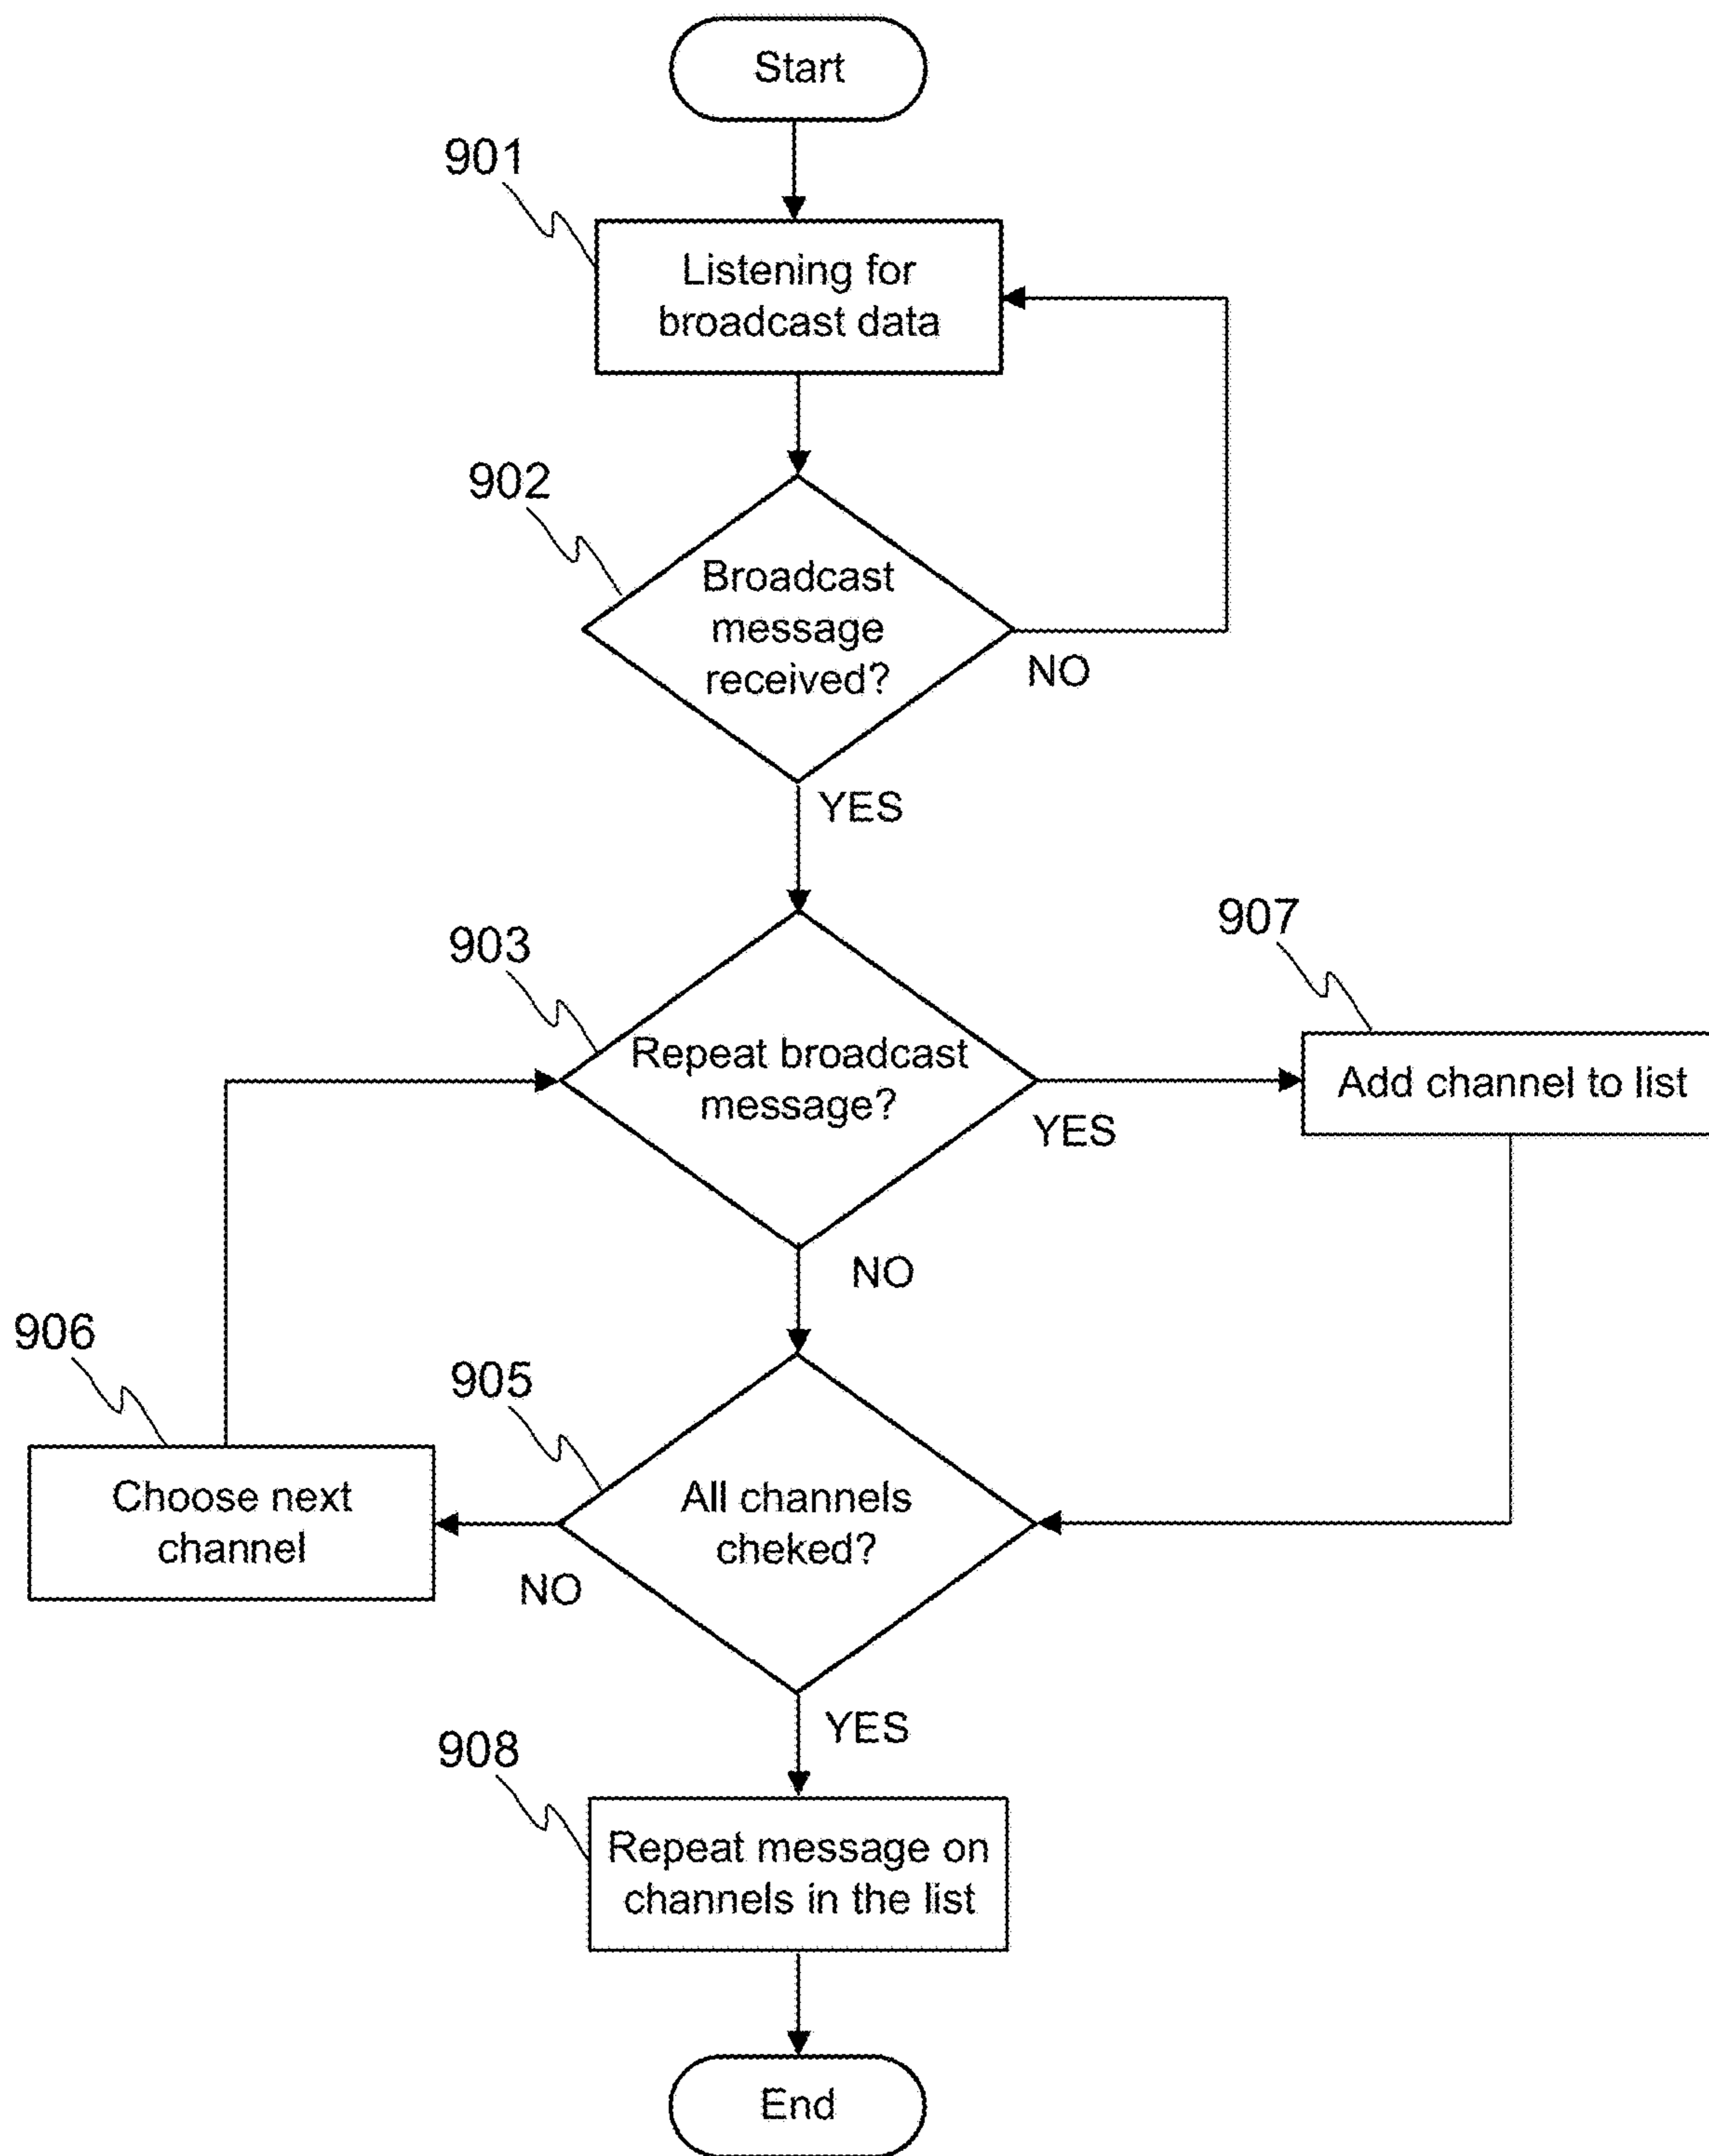 Start
901
Listening for
broadcast data
902
Broadcast
message
received?
NO
YES
903
907
Repeat broadcast
message?
Add channel to list
YES
NO
906
905
Choose next
channel
All channels
cheked?
NO
YES
908
Repeat message on
channels in the list
End